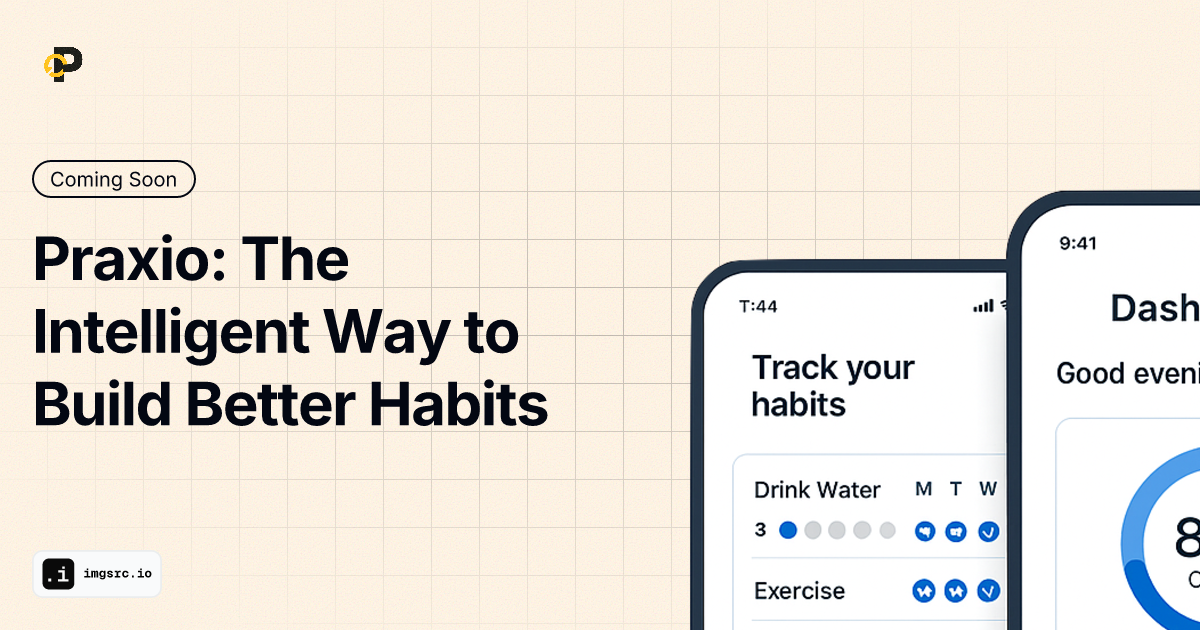 P
Coming Soon
Praxio: The
Intelligent Way to
Build Better Habits
.i imgsrc.io
T:44
Track your
habits
Drink Water M T W
3
Exercise
9:41
Dash
Good eveni
8